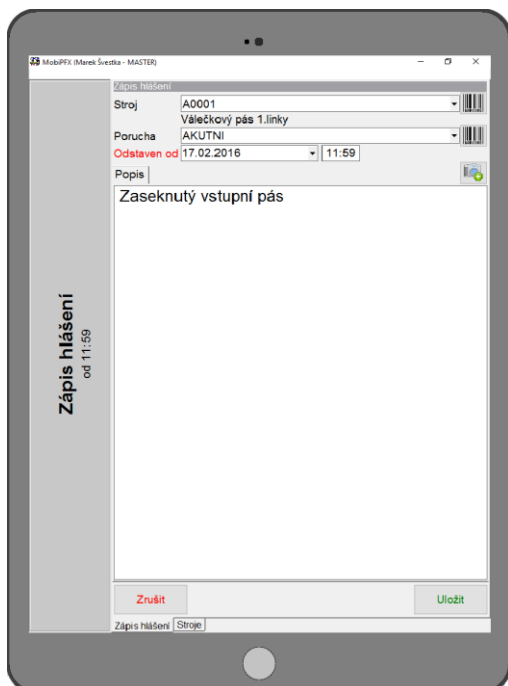 MobiPFX (Marek Švestka - MASTER)
Zápis hlášení
Stroj A0001
Válečkový pás 1.linky
Porucha AKUTNI
Odstaven od 17.02.2016 11:59
Popis
Zaseknutý vstupní pás
Zápis hlášení
od 11:59
Zrušit Uložit
Zápis hlášení Stroje